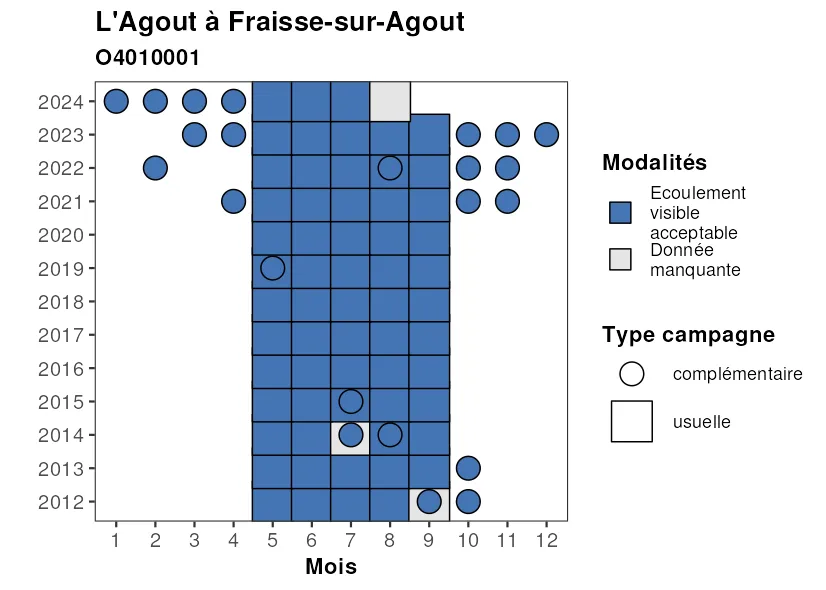 L'Agout à Fraisse-sur-Agout
O4010001
2024
2023
2022
2021
2020
2019
2018
2017
2016
2015
2014
2013
2012
1 2 3 4 5 6 7 8 9 10 11 12
Mois
Modalités
Ecoulement
visible
acceptable
Donnée
manquante
Type campagne
complémentaire
usuelle